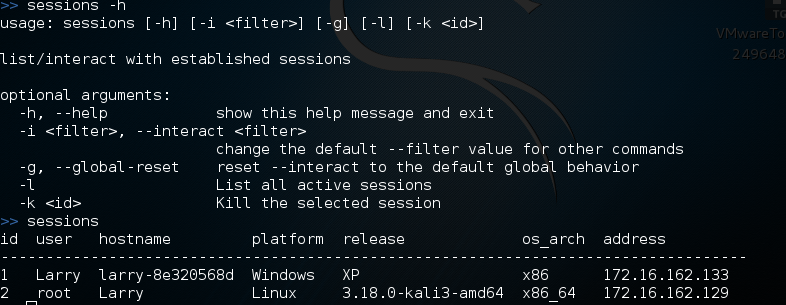 >> sessions -h
usage: sessions [-h] [-i <filter>] [-g] [-l] [-k <id>]
list/interact with established sessions
optional arguments:
-h, --help show this help message and exit
-i <filter>, --interact <filter>
change the default --filter value for other commands
-g, --global-reset reset --interact to the default global behavior
-l List all active sessions
-k <id> Kill the selected session
>> sessions
id user hostname platform release os_arch address
1 Larry larry-8e320568d Windows XP x86 172.16.162.133
2 root Larry Linux 3.18.0-kali3-amd64 x86_64 172.16.162.129
VMwareTo
249648